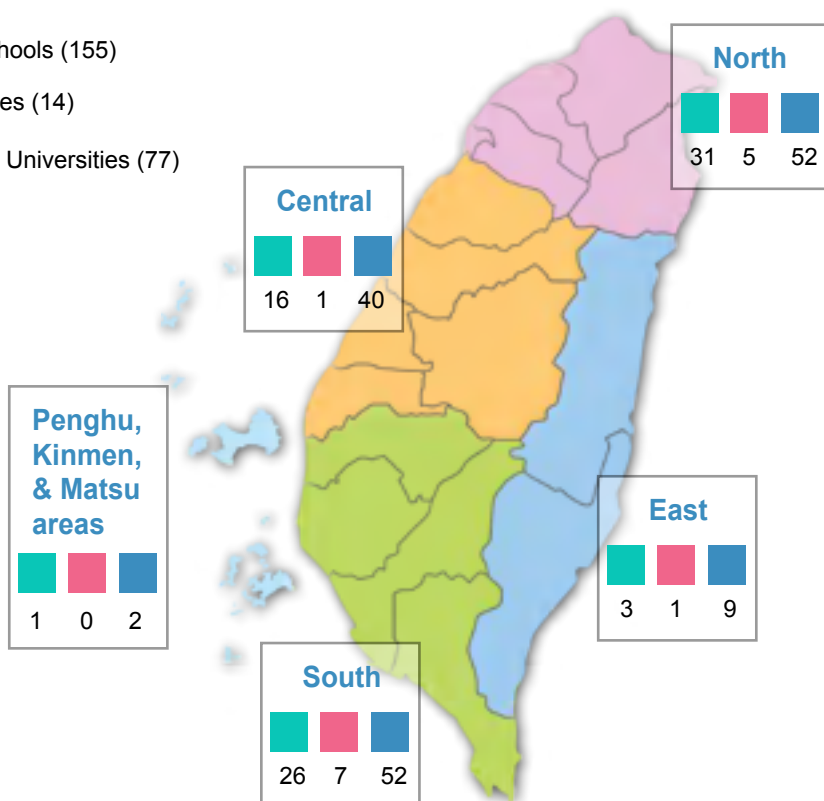 hools (155)
es (14)
Universities (77)
North
31 5 52
Central
16 1 40
Penghu,
Kinmen,
& Matsu
areas
1 0 2
East
3 1 9
South
26 7 52